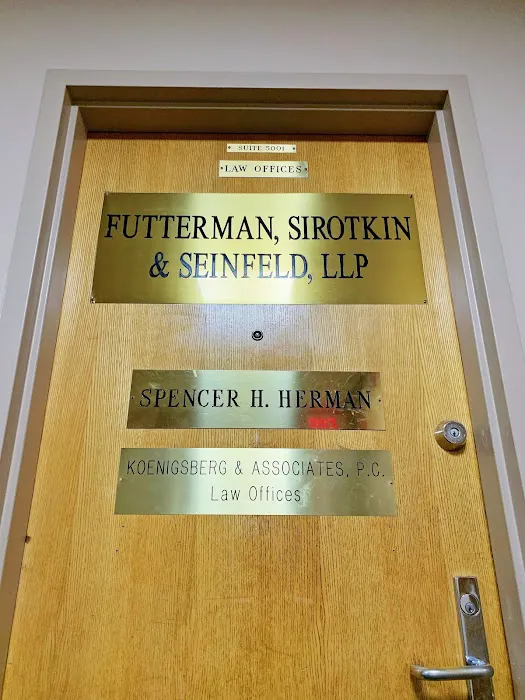 SUITE 5001
LAW OFFICES
FUTTERMAN, SIROTKIN
& SEINFELD, LLP
SPENCER H. HERMAN
KOENIGSBERG & ASSOCIATES, P.C.
Law Offices